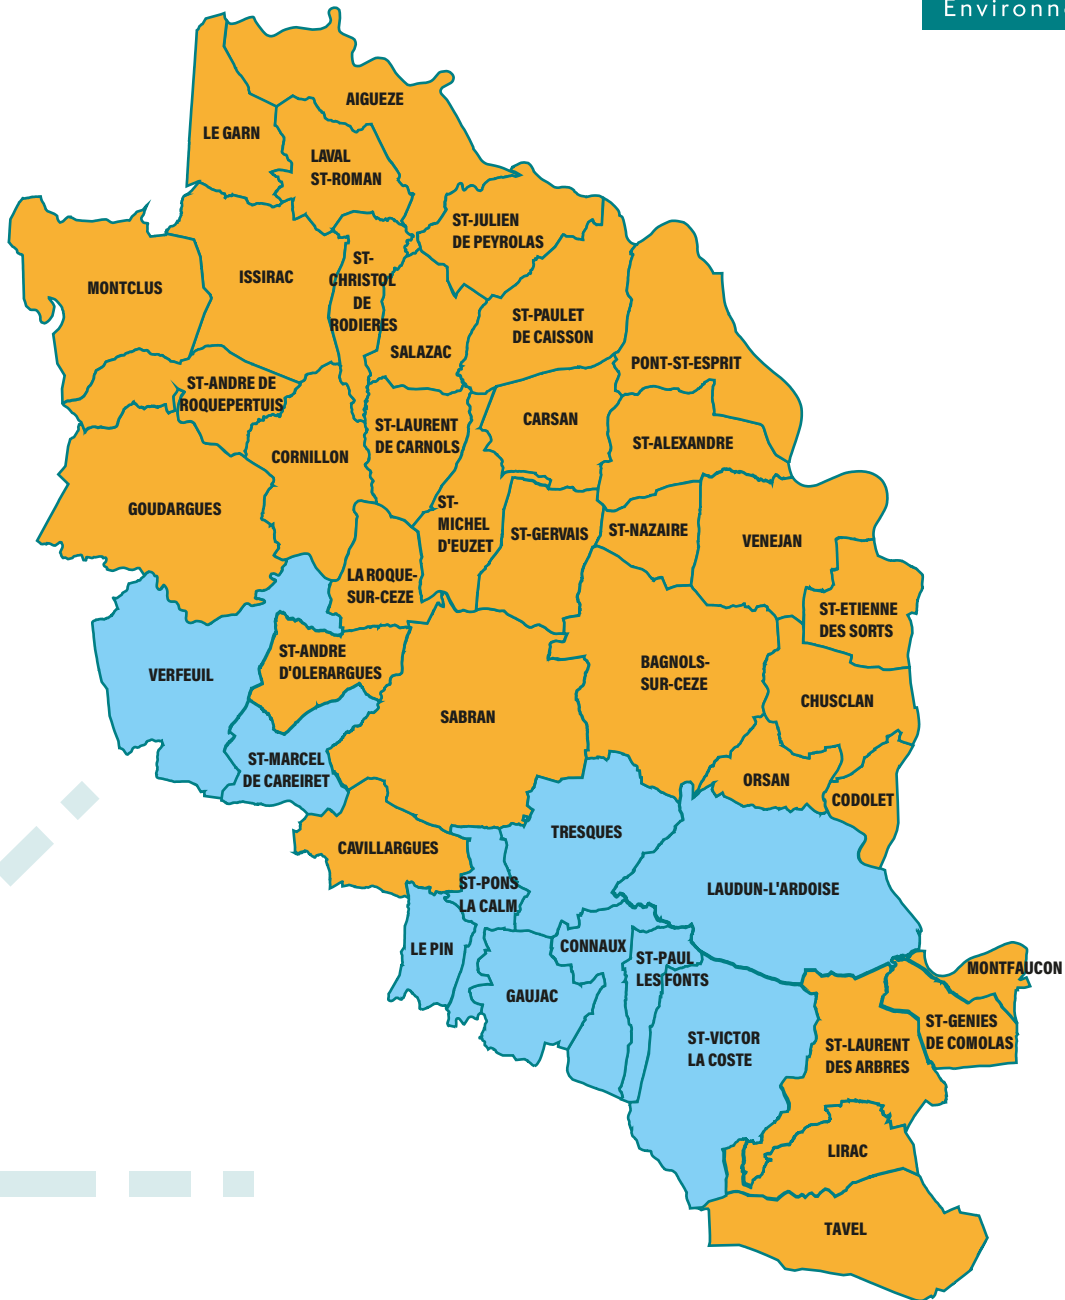 Environn
AIGUEZE
LE GARN
LAVAL
ST-ROMAN
ST-JULIEN
DE PEYROLAS
ST-
CHRISTOL
DE
RODIERES
ISSIRAC
MONTCLUS
ST-PAULET
DE CAISSON
SALAZAC
PONT-ST-ESPRIT
ST-ANDRE DE
ROQUEPERTUIS
ST-LAURENT
DE CARNOLS
CARSAN
ST-ALEXANDRE
CORNILLON
GOUDARGUES
ST-
MICHEL
D'EUZET
ST-GERVAIS
ST-NAZAIRE
VENEJAN
LA ROQUE-
SUR-CEZE
ST-ETIENNE
DES SORTS
ST-ANDRE
D'OLERARGUES
VERFEUIL
BAGNOLS-
SUR-CEZE
CHUSCLAN
SABRAN
ST-MARCEL
DE CAREIRET
ORSAN
CODOLET
TRESQUES
CAVILLARGUES
ST-PONS
LA CALM
LAUDUN-L'ARDOISE
LE PIN
CONNAUX
ST-PAUL
LES FONTS
MONTFAUCON
GAUJAC
ST-GENIES
DE COMOLAS
ST-VICTOR
LA COSTE
ST-LAURENT
DES ARBRES
LIRAC
TAVEL